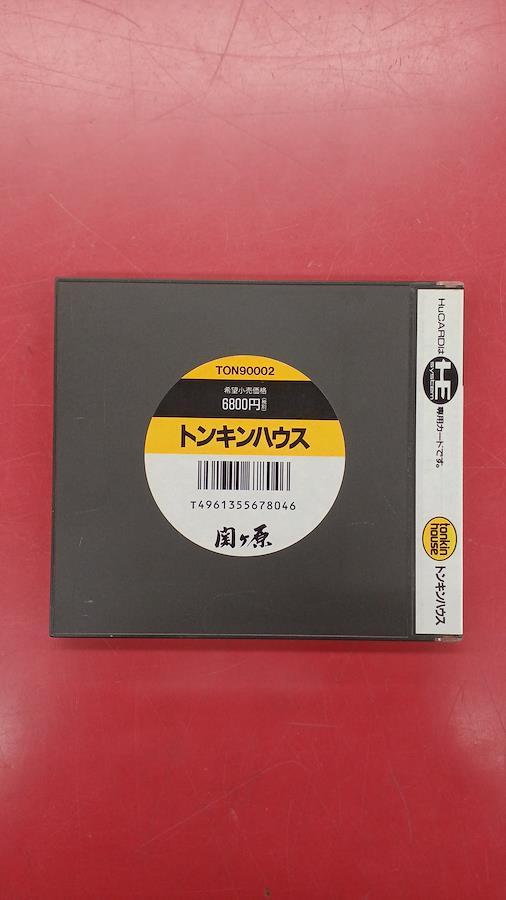 TON90002
希望小売価格
6800円(税別)
トンキンハウス
T4961355678046
関ヶ原
HuCARDは
HE
SYSTEM
専用カードです。
tonkin
house
トンキンハウス